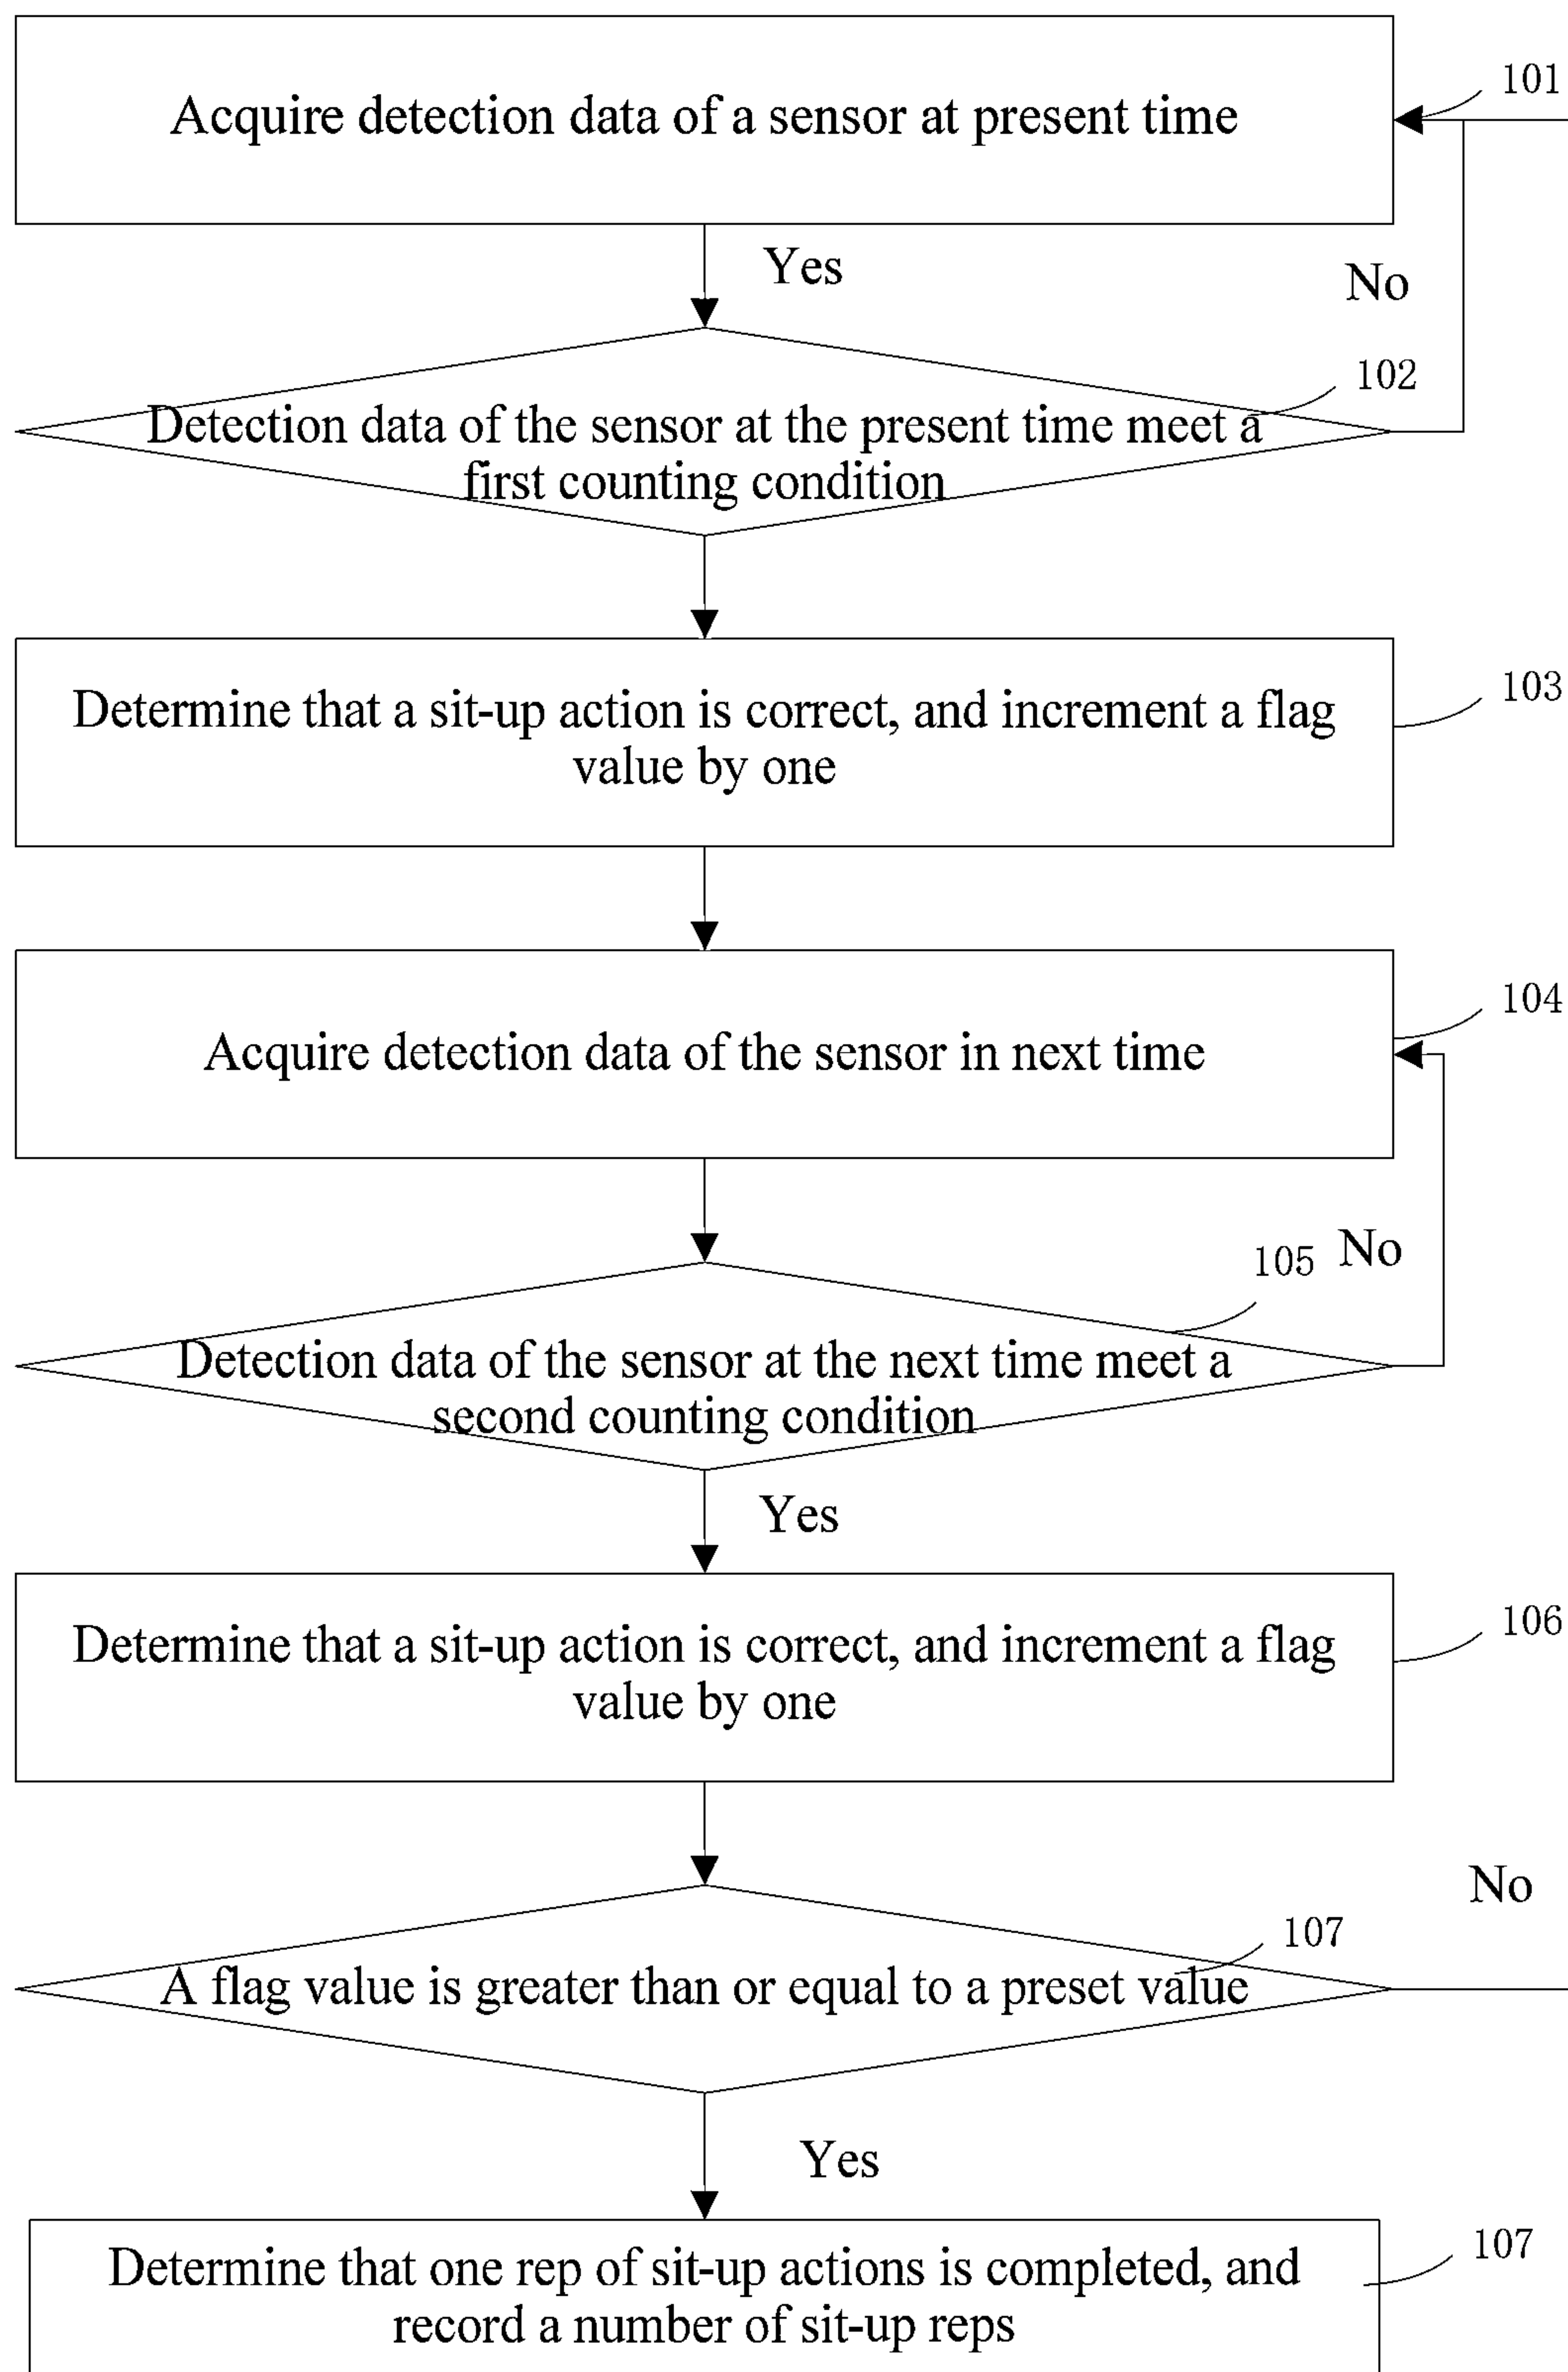 101
Acquire detection data of a sensor at present time
Yes
No
102
Detection data of the sensor at the present time meet a
first counting condition
103
Determine that a sit-up action is correct, and increment a flag
value by one
104
Acquire detection data of the sensor in next time
105
No
Detection data of the sensor at the next time meet a
second counting condition
Yes
106
Determine that a sit-up action is correct, and increment a flag
value by one
No
107
A flag value is greater than or equal to a preset value
Yes
107
Determine that one rep of sit-up actions is completed, and
record a number of sit-up reps